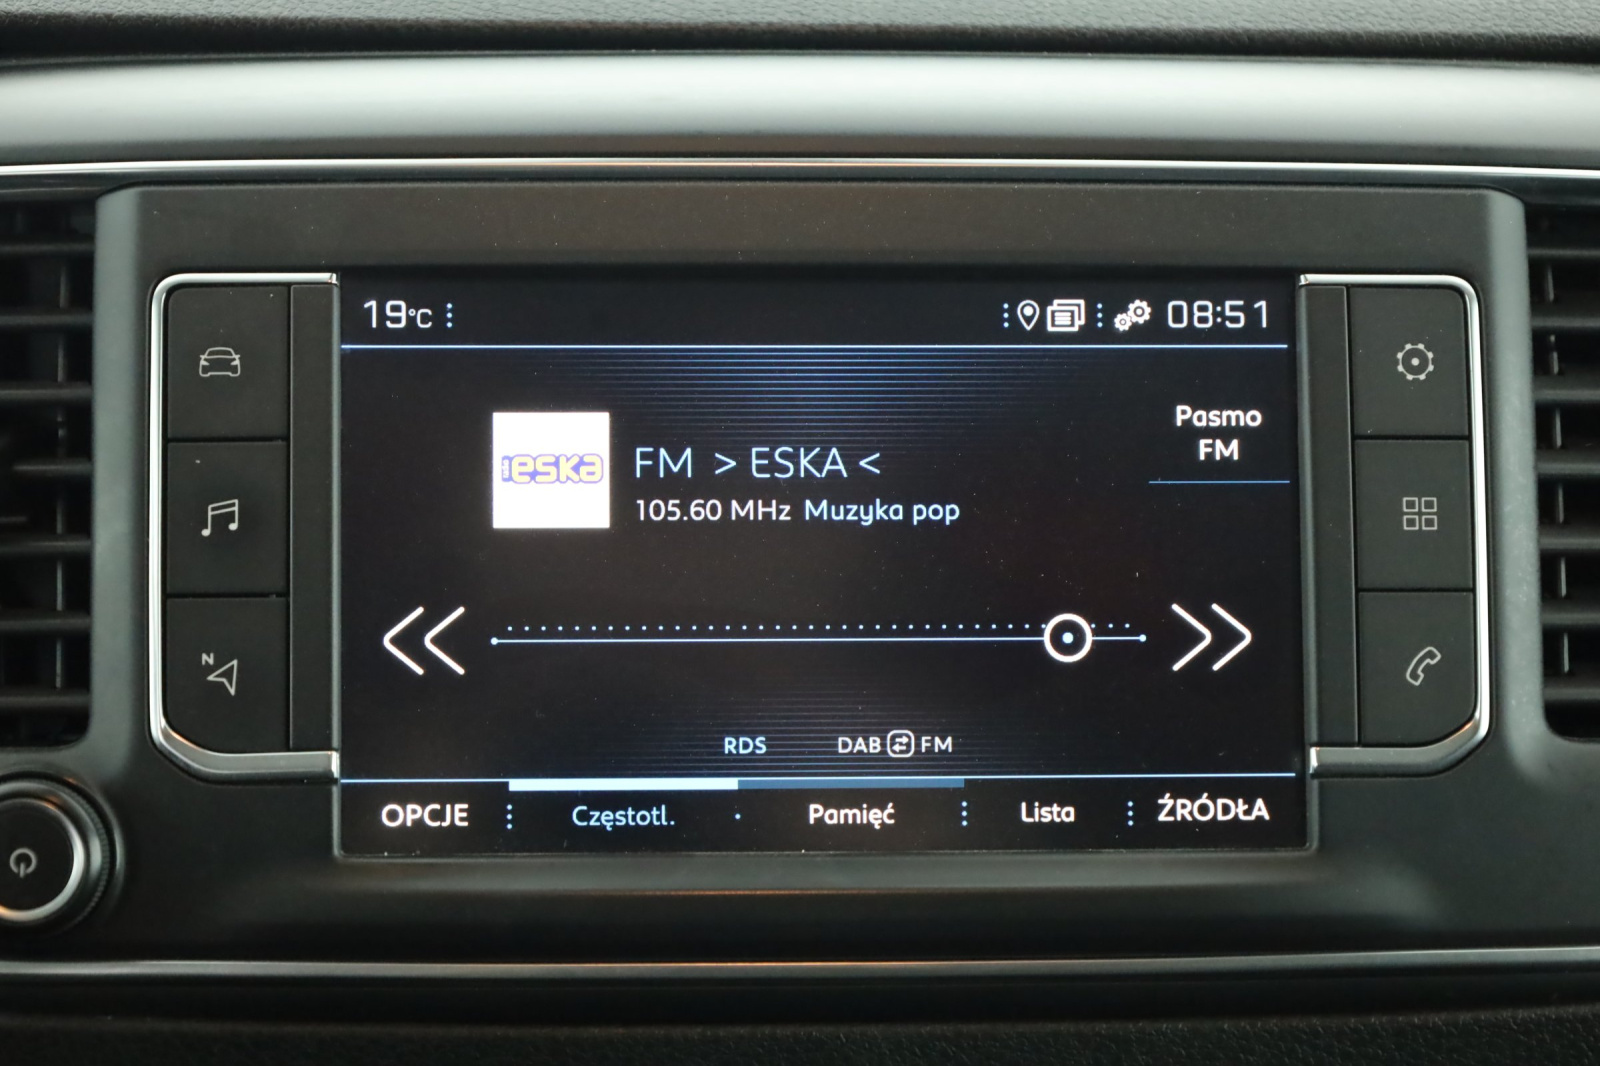 19°C
08:51
Pasmo
FM
eska
FM > ESKA <
105.60 MHz Muzyka pop
N
RDS DAB FM
OPCJE Częstotl. Pamięć Lista ŹRÓDŁA